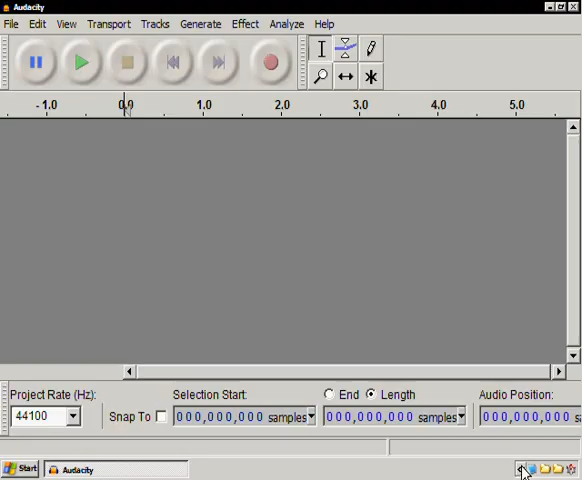 Audacity
File Edit View Transport Tracks Generate Effect Analyze Help
- 1.0 0.0 1.0 2.0 3.0 4.0 5.0
Project Rate (Hz): Selection Start: End Length Audio Position:
44100 Snap To 000,000,000 samples 000,000,000 samples 000,000,000 sa
Start Audacity